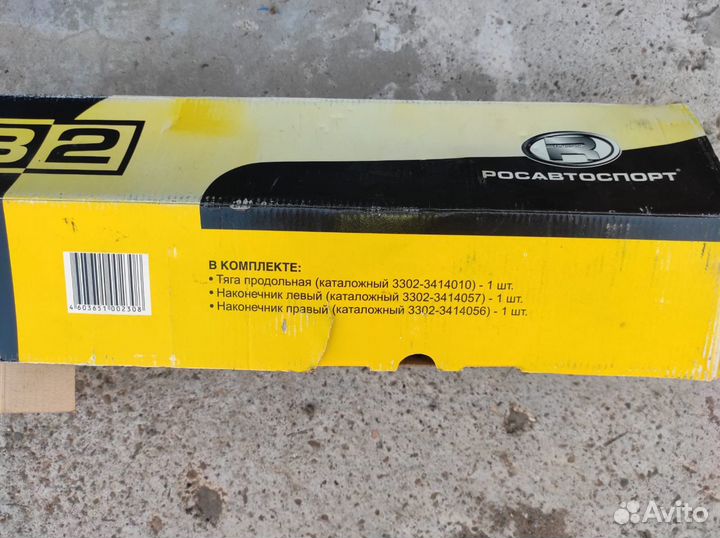 32
РОСАВТОСПОРТ
В КОМПЛЕКТЕ:
• Тяга продольная (каталожный 3302-3414010) - 1 шт.
• Наконечник левый (каталожный 3302-3414057) - 1 шт.
• Наконечник правый (каталожный 3302-3414056) - 1 шт.
4603651002308
Avito